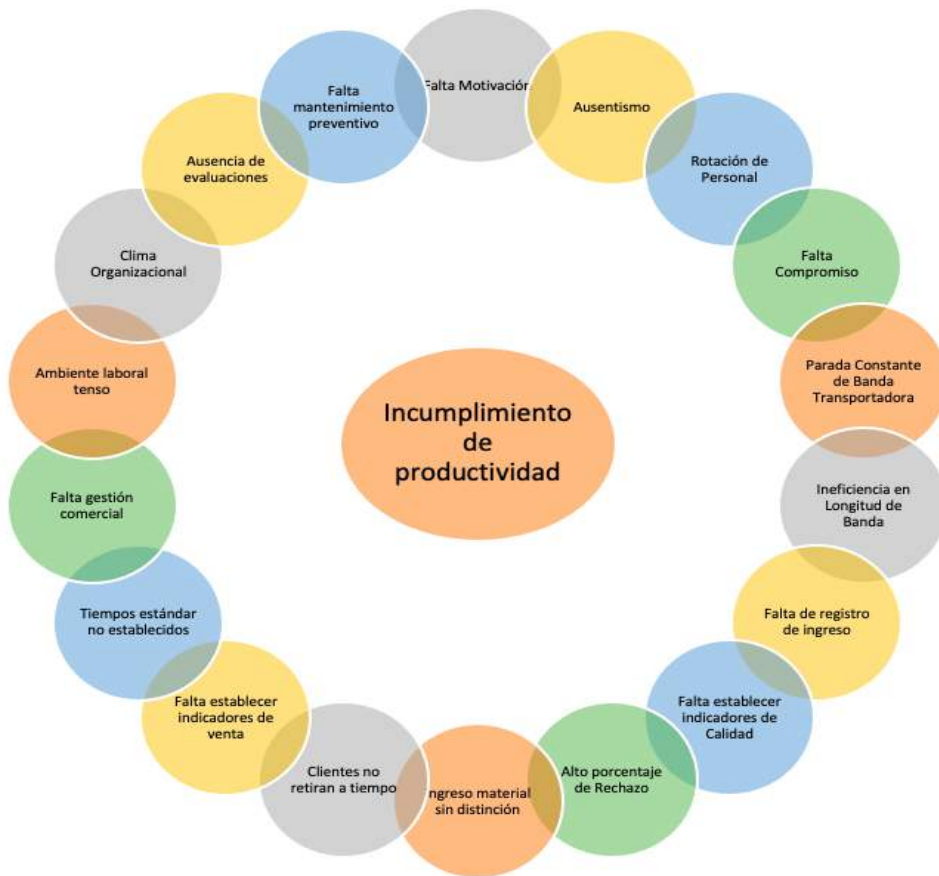 Falta Motivación
Ausentismo
Rotación de
Personal
Falta
Compromiso
Parada Constante
de Banda
Transportadora
Ineficiencia en
Longitud de
Banda
Falta de registro
de ingreso
Falta establecer
indicadores de
Calidad
Alto porcentaje
de Rechazo
Ingreso material
sin distinción
Clientes no
retiran a tiempo
Falta establecer
indicadores de
venta
Tiempos estándar
no establecidos
Falta gestión
comercial
Ambiente laboral
tenso
Clima
Organizacional
Ausencia de
evaluaciones
Falta
mantenimiento
preventivo
Incumplimiento
de
productividad